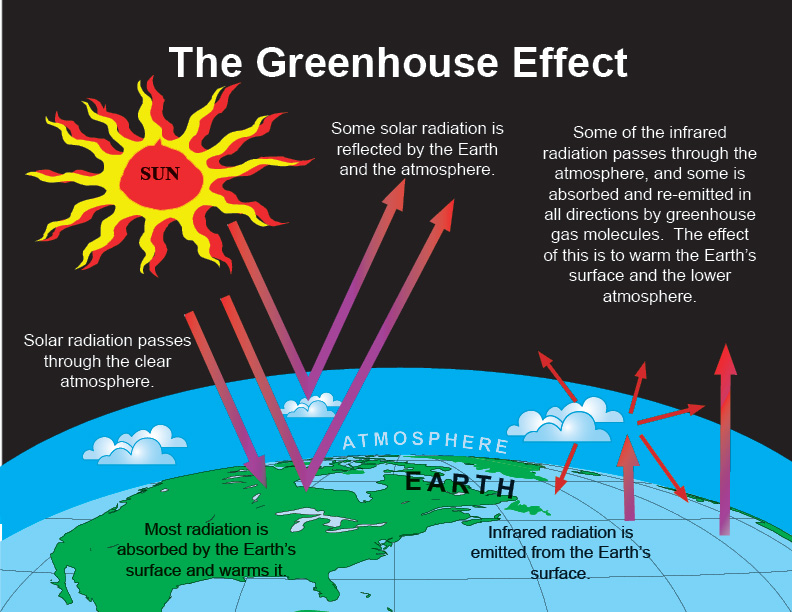 The Greenhouse Effect
SUN
Some solar radiation is
reflected by the Earth
and the atmosphere.
Some of the infrared
radiation passes through the
atmosphere, and some is
absorbed and re-emitted in
all directions by greenhouse
gas molecules.  The effect
of this is to warm the Earth's
surface and the lower
atmosphere.
Solar radiation passes
through the clear
atmosphere.
ATMOSPHERE
EARTH
Most radiation is
absorbed by the Earth's
surface and warms it.
Infrared radiation is
emitted from the Earth's
surface.